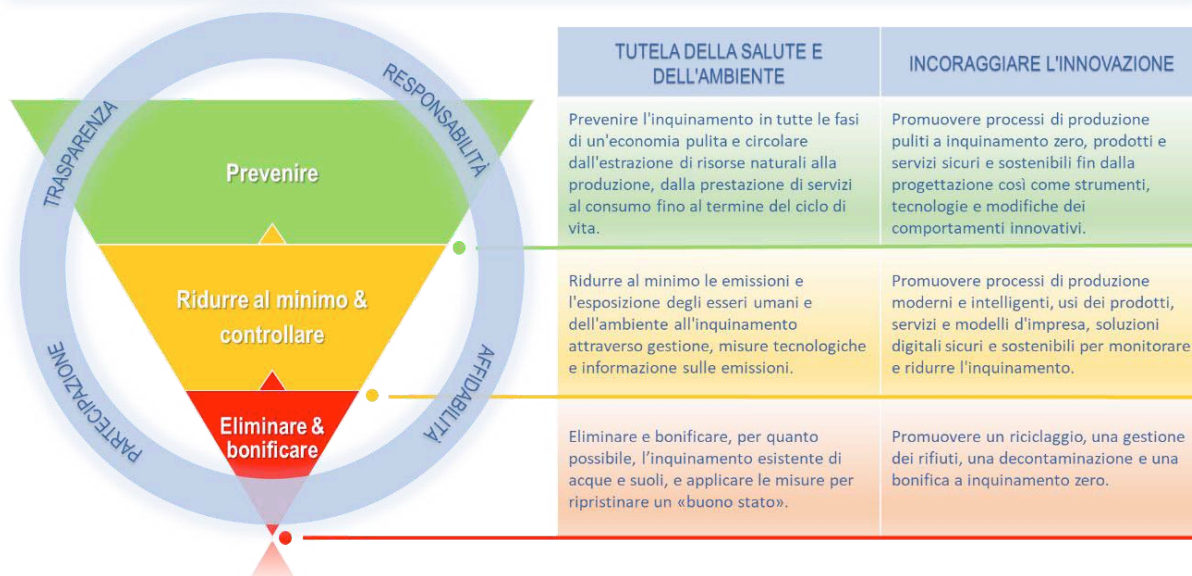 TRASPARENZA
RESPONSABILITÀ
PARTECIPAZIONE
AFFIDABILITÀ
Prevenire
Ridurre al minimo &
controllare
Eliminare &
bonificare
TUTELA DELLA SALUTE E
DELL'AMBIENTE
INCORAGGIARE L'INNOVAZIONE
Prevenire l'inquinamento in tutte le fasi
di un'economia pulita e circolare
dall'estrazione di risorse naturali alla
produzione, dalla prestazione di servizi
al consumo fino al termine del ciclo di
vita.
Promuovere processi di produzione
puliti a inquinamento zero, prodotti e
servizi sicuri e sostenibili fin dalla
progettazione così come strumenti,
tecnologie e modifiche dei
comportamenti innovativi.
Ridurre al minimo le emissioni e
l'esposizione degli esseri umani e
dell'ambiente all'inquinamento
attraverso gestione, misure tecnologiche
e informazione sulle emissioni.
Promuovere processi di produzione
moderni e intelligenti, usi dei prodotti,
servizi e modelli d'impresa, soluzioni
digitali sicuri e sostenibili per monitorare
e ridurre l'inquinamento.
Eliminare e bonificare, per quanto
possibile, l’inquinamento esistente di
acque e suoli, e applicare le misure per
ripristinare un «buono stato».
Promuovere un riciclaggio, una gestione
dei rifiuti, una decontaminazione e una
bonifica a inquinamento zero.